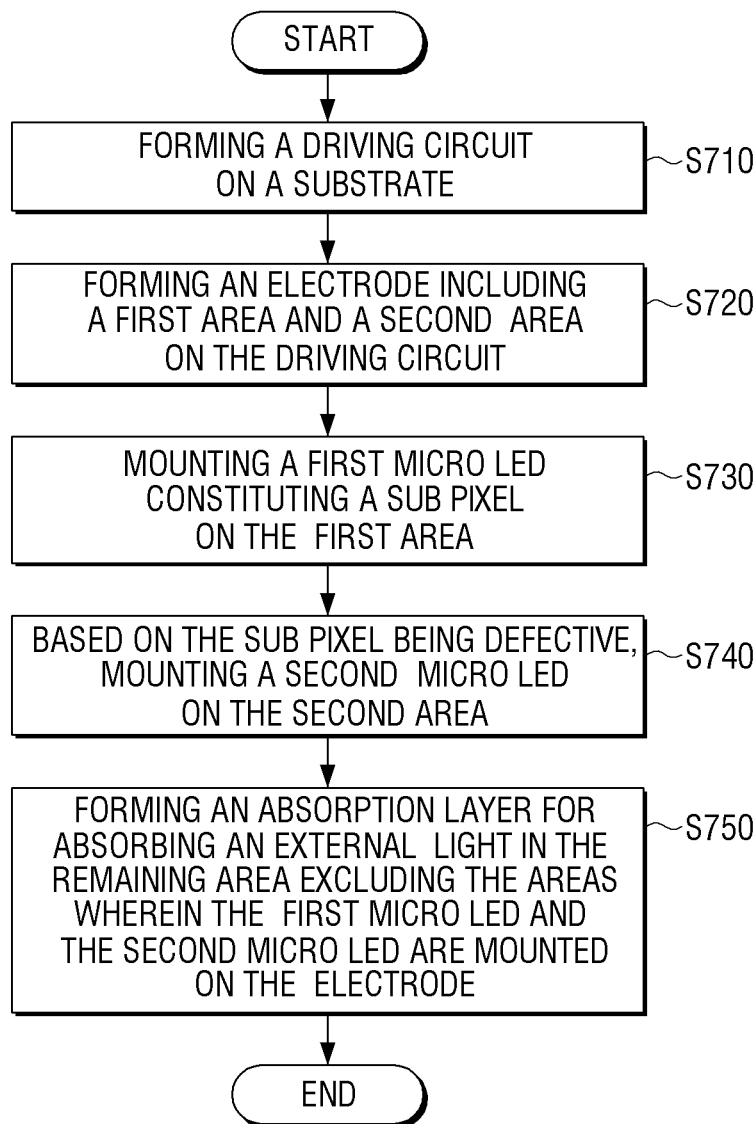 START
FORMING A DRIVING CIRCUIT
ON A SUBSTRATE
S710
FORMING AN ELECTRODE INCLUDING
A FIRST AREA AND A SECOND AREA
ON THE DRIVING CIRCUIT
S720
MOUNTING A FIRST MICRO LED
CONSTITUTING A SUB PIXEL
ON THE FIRST AREA
S730
BASED ON THE SUB PIXEL BEING DEFECTIVE,
MOUNTING A SECOND MICRO LED
ON THE SECOND AREA
S740
FORMING AN ABSORPTION LAYER FOR
ABSORBING AN EXTERNAL LIGHT IN THE
REMAINING AREA EXCLUDING THE AREAS
WHEREIN THE FIRST MICRO LED AND
THE SECOND MICRO LED ARE MOUNTED
ON THE ELECTRODE
S750
END